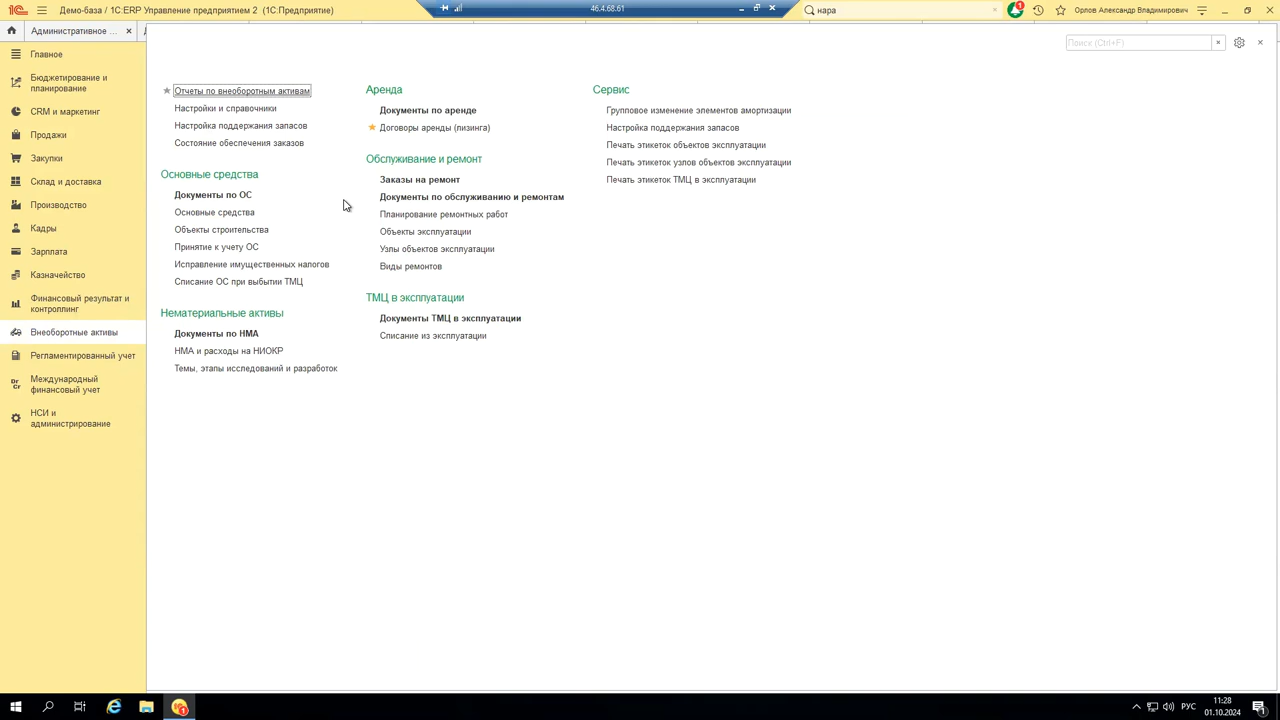 Демо-база / 1С:ERP Управление предприятием 2 (1С:Предприятие)
46.4.68.61
нара
1
Орлов Александр Владимирович
Административное ...
Поиск (Ctrl+F)
Главное
Бюджетирование и
планирование
CRM и маркетинг
Продажи
Закупки
Склад и доставка
Производство
Кадры
Зарплата
Казначейство
Финансовый результат и
контроллинг
Внеоборотные активы
Регламентированный учет
Международный
финансовый учет
НСИ и
администрирование
Отчеты по внеоборотным активам
Настройки и справочники
Настройка поддержания запасов
Состояние обеспечения заказов
Основные средства
Документы по ОС
Основные средства
Объекты строительства
Принятие к учету ОС
Исправление имущественных налогов
Списание ОС при выбытии ТМЦ
Нематериальные активы
Документы по НМА
НМА и расходы на НИОКР
Темы, этапы исследований и разработок
Аренда
Документы по аренде
Договоры аренды (лизинга)
Обслуживание и ремонт
Заказы на ремонт
Документы по обслуживанию и ремонтам
Планирование ремонтных работ
Объекты эксплуатации
Узлы объектов эксплуатации
Виды ремонтов
ТМЦ в эксплуатации
Документы ТМЦ в эксплуатации
Списание из эксплуатации
Сервис
Групповое изменение элементов амортизации
Настройка поддержания запасов
Печать этикеток объектов эксплуатации
Печать этикеток узлов объектов эксплуатации
Печать этикеток ТМЦ в эксплуатации
РУС
11:28
01.10.2024